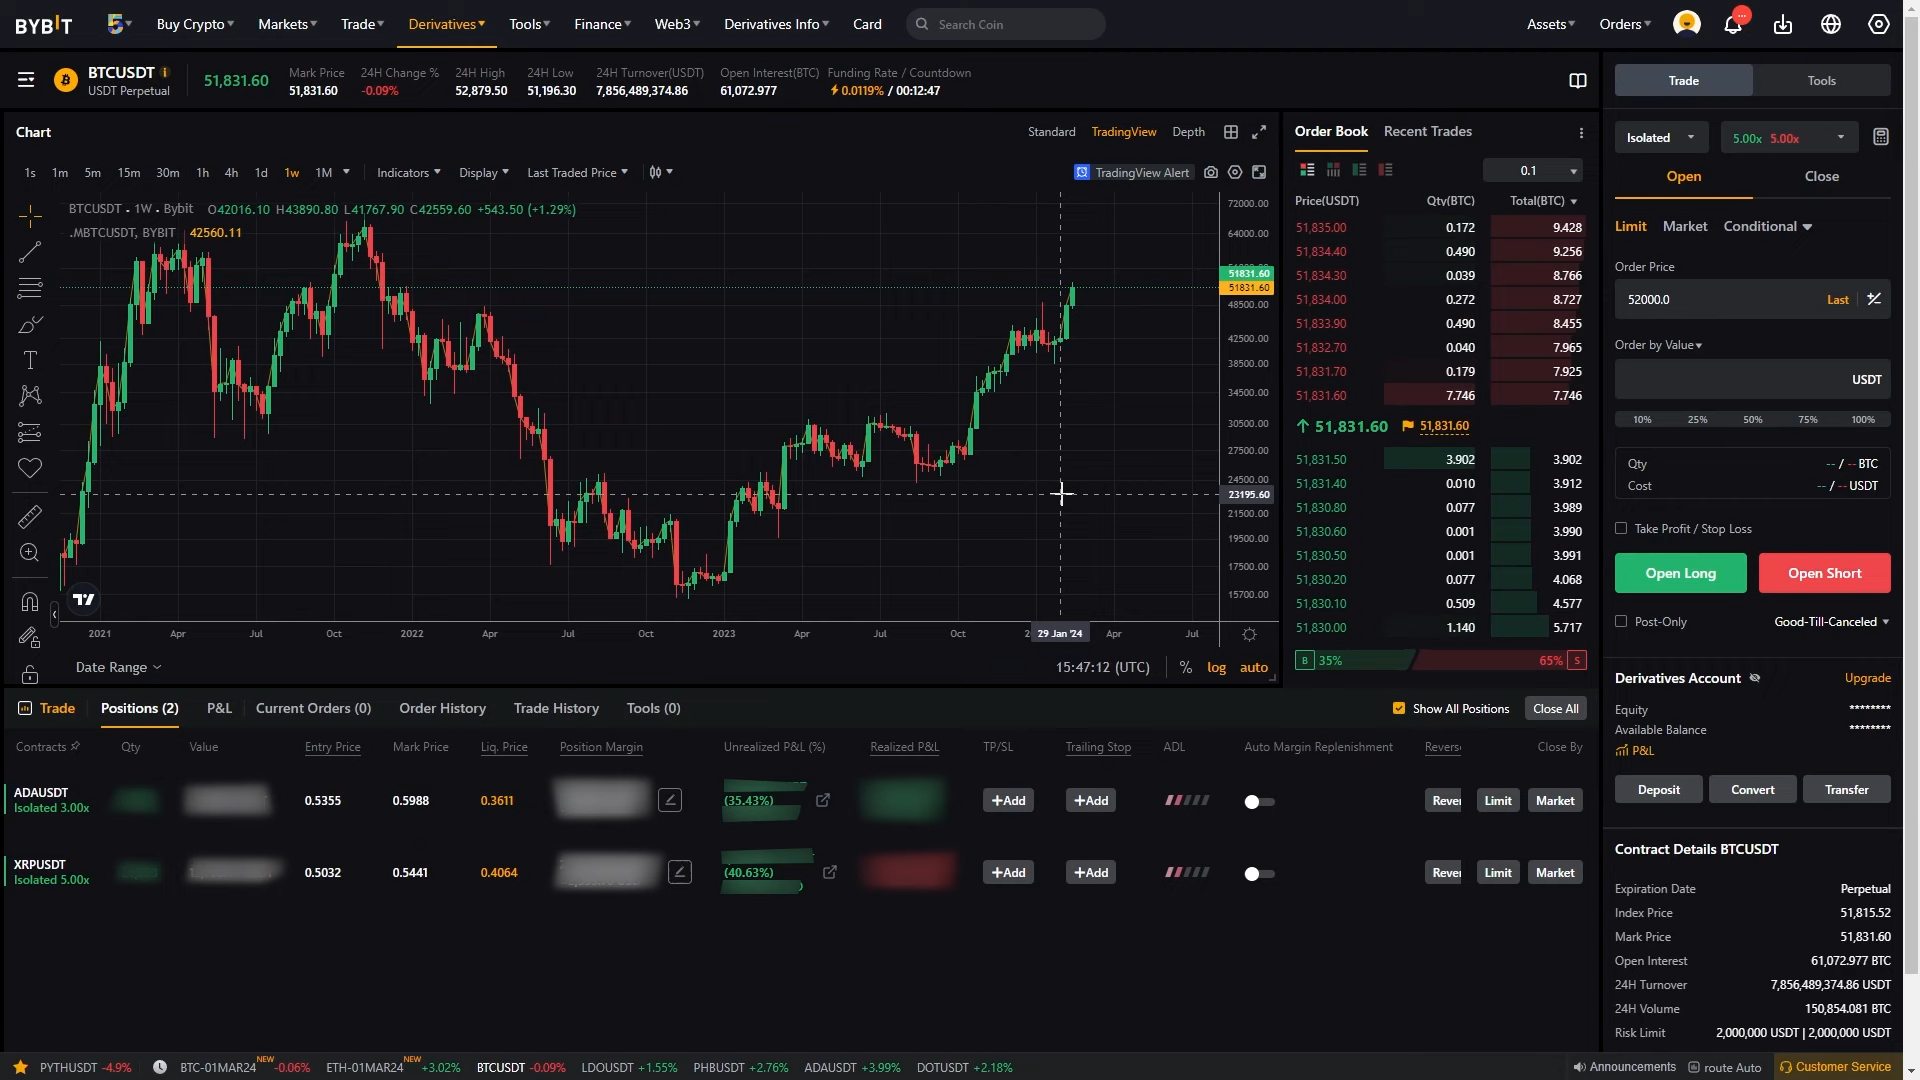 BYBIT Buy Crypto Markets Trade Derivatives Tools Finance Web3 Derivatives Info Card Search Coin Assets Orders
BTCUSDT
USDT Perpetual
51,831.60
Mark Price 24H Change % 24H High 24H Low 24H Turnover(USDT) Open Interest(BTC) Funding Rate / Countdown
51,831.60 -0.09% 52,879.50 51,196.30 7,856,489,374.86 61,072.977 0.0119% / 00:12:47
Chart Standard TradingView Depth
1s 1m 5m 15m 30m 1h 4h 1d 1w 1M Indicators Display Last Traded Price TradingView Alert
BTCUSDT • 1W • Bybit O42016.10 H43890.80 L41767.90 C42559.60 +543.50 (+1.29%)
.MBTCUSDT, BYBIT 42560.11
72000.00
64000.00
51831.60
51831.60
48500.00
42500.00
38500.00
34500.00
30500.00
27500.00
24500.00
23195.60
21500.00
19500.00
17500.00
15700.00
2021 Apr Jul Oct 2022 Apr Jul Oct 2023 Apr Jul Oct 29 Jan '24 Apr Jul
Date Range 15:47:12 (UTC) % log auto
Order Book Recent Trades
0.1
Price(USDT) Qty(BTC) Total(BTC)
51,835.00 0.172 9.428
51,834.40 0.490 9.256
51,834.30 0.039 8.766
51,834.00 0.272 8.727
51,833.90 0.490 8.455
51,832.70 0.040 7.965
51,831.70 0.179 7.925
51,831.60 7.746 7.746
51,831.60 51,831.60
51,831.50 3.902 3.902
51,831.40 0.010 3.912
51,830.80 0.077 3.989
51,830.60 0.001 3.990
51,830.50 0.001 3.991
51,830.20 0.077 4.068
51,830.10 0.509 4.577
51,830.00 1.140 5.717
B 35% 65% S
Trade Tools
Isolated 5.00x 5.00x
Open Close
Limit Market Conditional
Order Price
52000.0 Last
Order by Value
USDT
10% 25% 50% 75% 100%
Qty -- / -- BTC
Cost -- / -- USDT
Take Profit / Stop Loss
Open Long Open Short
Post-Only Good-Till-Canceled
Derivatives Account Upgrade
Equity ********
Available Balance ********
P&L
Deposit Convert Transfer
Contract Details BTCUSDT
Expiration Date Perpetual
Index Price 51,815.52
Mark Price 51,831.60
Open Interest 61,072.977 BTC
24H Turnover 7,856,489,374.86 USDT
24H Volume 150,854.081 BTC
Risk Limit 2,000,000 USDT | 2,000,000 USDT
Trade Positions (2) P&L Current Orders (0) Order History Trade History Tools (0) Show All Positions Close All
Contracts Qty Value Entry Price Mark Price Liq. Price Position Margin Unrealized P&L (%) Realized P&L TP/SL Trailing Stop ADL Auto Margin Replenishment Revers Close By
ADAUSDT
Isolated 3.00x
0.5355 0.5988 0.3611 (35.43%) +Add +Add Rever Limit Market
XRPUSDT
Isolated 5.00x
0.5032 0.5441 0.4064 (40.63%) +Add +Add Rever Limit Market
PYTHUSDT -4.9% BTC-01MAR24 NEW -0.06% ETH-01MAR24 NEW +3.02% BTCUSDT -0.09% LDOUSDT +1.55% PHBUSDT +2.76% ADAUSDT +3.99% DOTUSDT +2.18% Announcements route Auto Customer Service